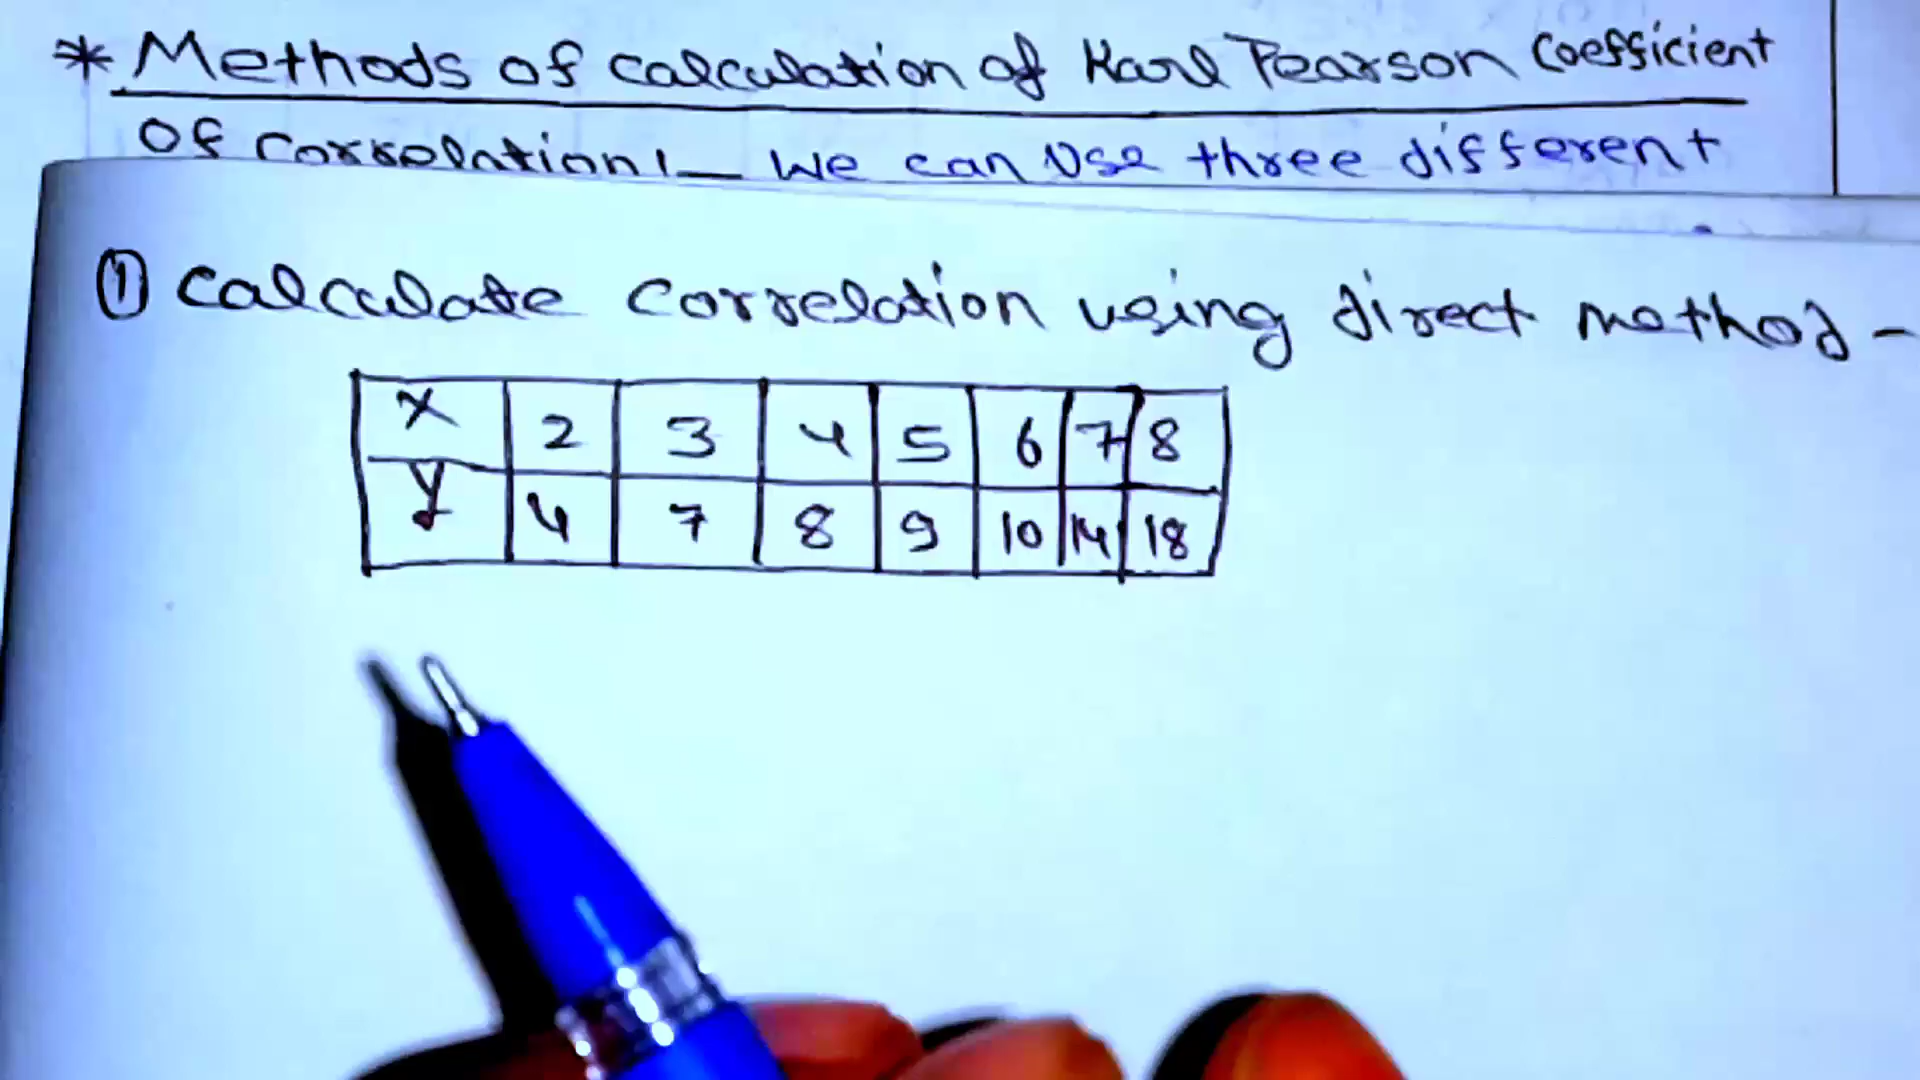 * Methods of calculation of Karl Pearson Coefficient
Of Correlation:— We can Use three different
① Calculate correlation using direct method -
X 2 3 4 5 6 7 8
Y 4 7 8 9 10 14 18